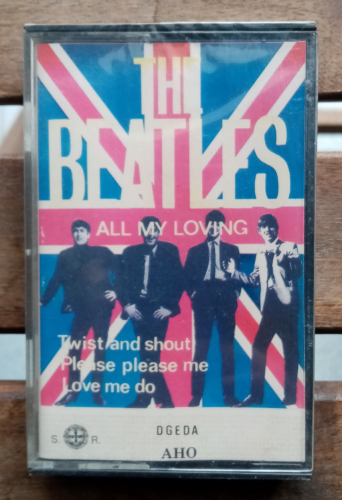 THE
BEATLES
ALL MY LOVING
Twist and shout
Please please me
Love me do
S. R.
DGEDA
AHO